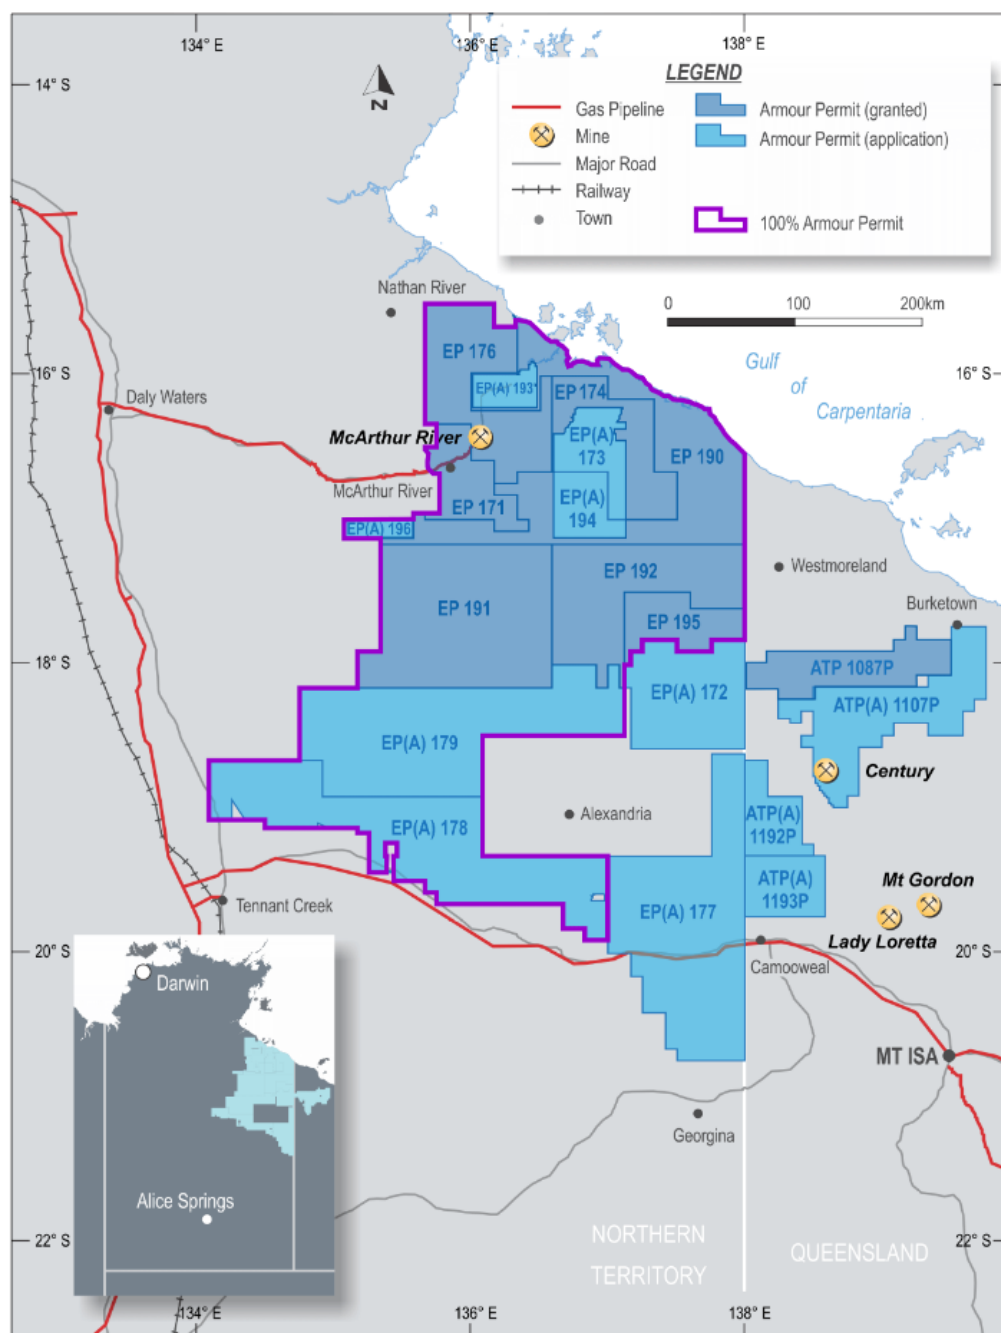 134° E
136° E
138° E
14° S
LEGEND
Gas Pipeline
Mine
Major Road
Railway
Town
Armour Permit (granted)
Armour Permit (application)
100% Armour Permit
N
0
100
200km
Nathan River
Gulf
of
Carpentaria
16° S
16° S
EP 176
EP(A) 193*
EP 174
Daly Waters
McArthur River
EP(A)
173
EP 190
McArthur River
EP 171
EP(A)
194
EP(A) 196
Westmoreland
EP 192
EP 191
EP 195
Burketown
18° S
18° S
ATP 1087P
EP(A) 172
ATP(A) 1107P
EP(A) 179
Century
Alexandria
ATP(A)
1192P
EP(A) 178
ATP(A)
1193P
Mt Gordon
Tennant Creek
EP(A) 177
Lady Loretta
20° S
20° S
Camooweal
Darwin
MT ISA
Georgina
Alice Springs
NORTHERN
TERRITORY
QUEENSLAND
22° S
22° S
134° E
136° E
138° E